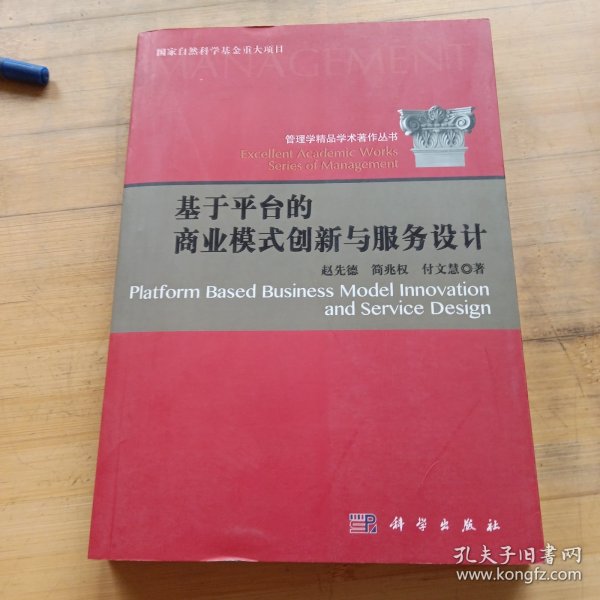 国家自然科学基金重大项目
MANAGEMENT
管理学精品学术著作丛书
Excellent Academic Works
Series of Management
基于平台的
商业模式创新与服务设计
赵先德 简兆权 付文慧◎著
Platform Based Business Model Innovation
and Service Design
科学出版社
孔夫子旧书网
www.kongfz.com